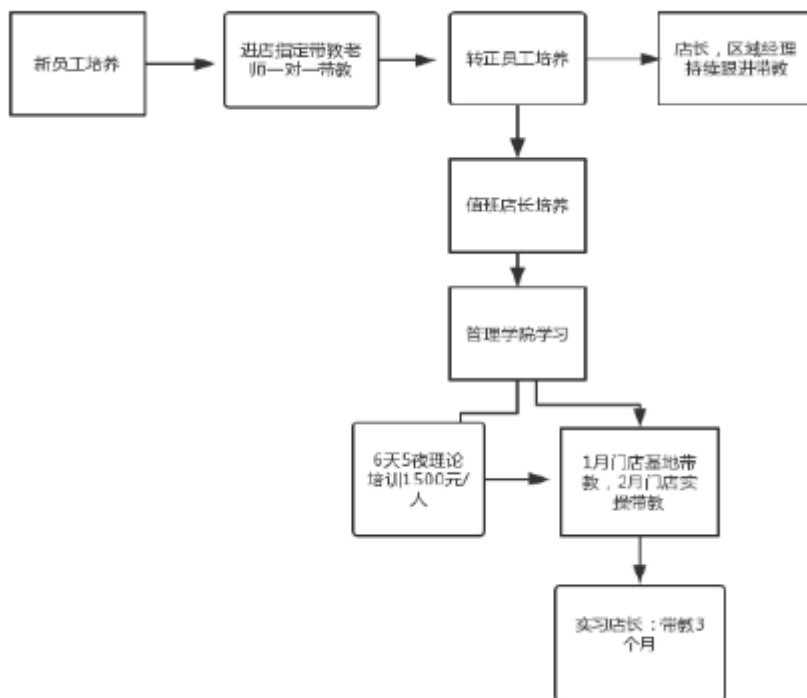 新员工培养
进店指定带教老
师一对一带教
转正员工培养
店长，区域经理
持续跟进带教
值班店长培养
管理学院学习
6天5夜理论
培训1500元/
人
1月门店基地带
教，2月门店实
操带教
实习店长：带教3
个月